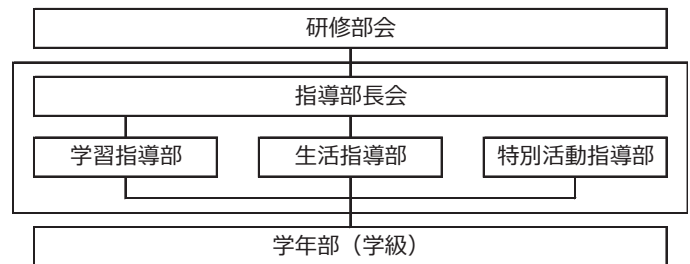 研修部会
指導部長会
学習指導部
生活指導部
特別活動指導部
学年部（学級）